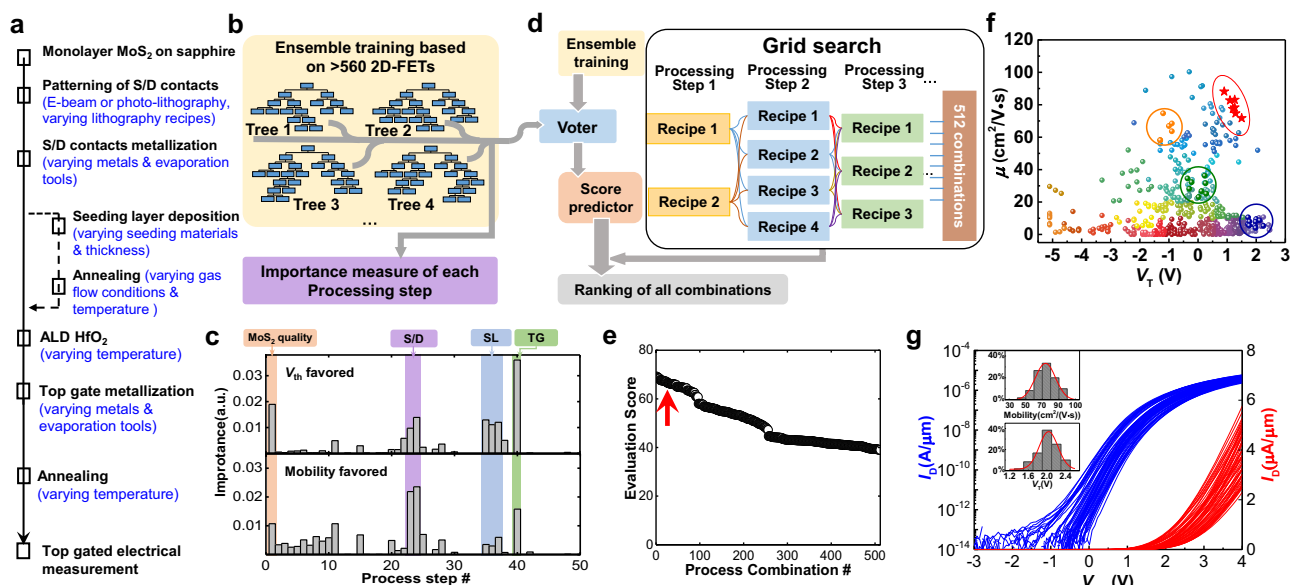 a
Monolayer MoS₂ on sapphire
Patterning of S/D contacts
(E-beam or photo-lithography,
varying lithography recipes)
S/D contacts metallization
(varying metals & evaporation
tools)
Seeding layer deposition
(varying seeding materials
& thickness)
Annealing (varying gas
flow conditions &
temperature )
ALD HfO₂
(varying temperature)
Top gate metallization
(varying metals &
evaporation tools)
Annealing
(varying temperature)
Top gated electrical
measurement
b
Ensemble training based
on >560 2D-FETs
Tree 1
Tree 2
Tree 3
Tree 4
...
Importance measure of each
Processing step
d
Ensemble
training
Voter
Score
predictor
Ranking of all combinations
Grid search
Processing
Step 1
Processing
Step 2
Processing
Step 3
...
Recipe 1
Recipe 2
Recipe 1
Recipe 2
Recipe 3
Recipe 4
Recipe 1
Recipe 2
Recipe 3
...
512 combinations
c
MoS₂ quality
S/D
SL
TG
V_th favored
Mobility favored
0.03
0.02
0.01
0.03
0.02
0.01
Improtance(a.u.)
0 10 20 30 40 50
Process step #
e
80
60
40
20
0
Evaluation Score
0 100 200 300 400 500
Process Combination #
f
120
100
80
60
40
20
0
μ (cm²/V•s)
-5 -4 -3 -2 -1 0 1 2 3
V_T (V)
g
10⁻⁴
10⁻⁶
10⁻⁸
10⁻¹⁰
10⁻¹²
10⁻¹⁴
I_D(A/μm)
40%
20%
0%
30 40 60 70 80 100
Mobility(cm²/(V•s)
40%
20%
0%
1.2 1.6 2.0 2.4
V_T(V)
8
6
4
2
0
I_D(μA/μm)
-3 -2 -1 0 1 2 3 4
V (V)